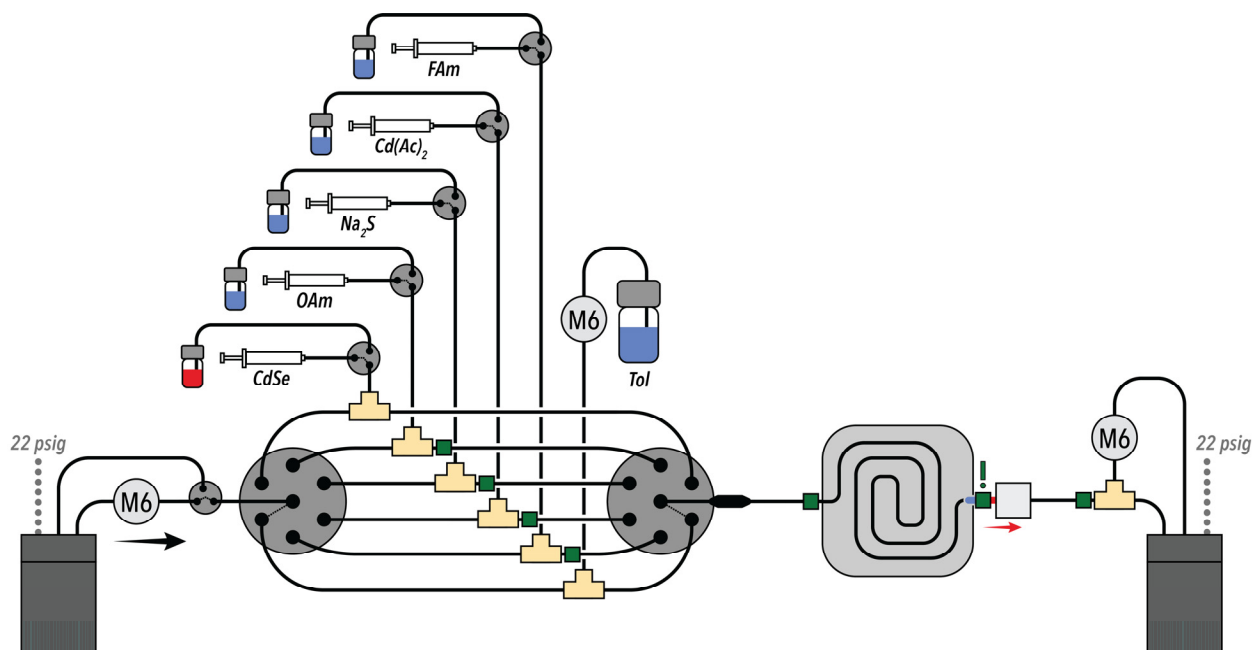 FAm
Cd(Ac)2
Na2S
OAm
CdSe
M6
Tol
22 psig
M6
!
M6
22 psig